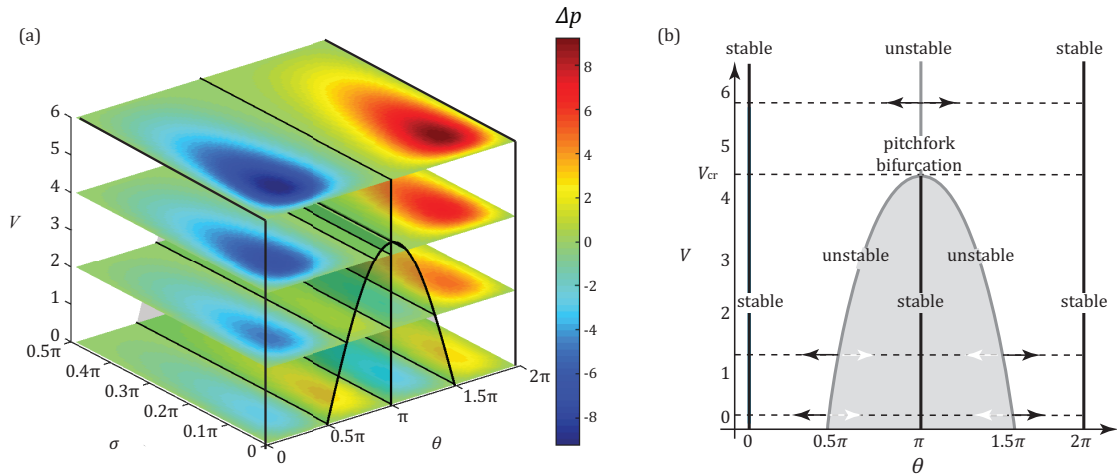 (a)
Δp
8
6
4
2
0
-2
-4
-6
-8
V
6
5
4
3
2
1
0
0.5π
0.4π
0.3π
0.2π
0.1π
0
σ
0
0.5π
π
1.5π
2π
θ
(b)
stable
unstable
stable
pitchfork
bifurcation
6
5
Vcr
4
V
3
2
1
0
unstable
unstable
stable
stable
stable
0
0.5π
π
1.5π
2π
θ